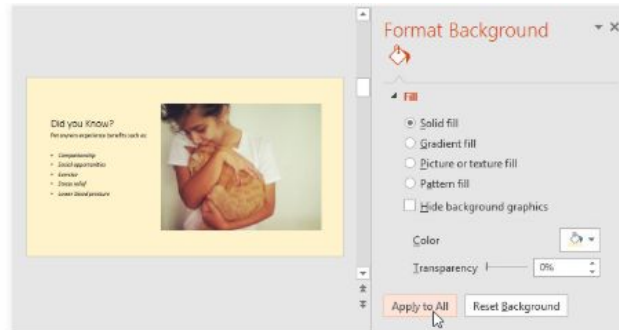 Did you Know?
Pet owners experience benefits such as:
• Companionship
• Social opportunities
• Exercise
• Stress relief
• Lower blood pressure
Format Background
Fill
Solid fill
Gradient fill
Picture or texture fill
Pattern fill
Hide background graphics
Color
Transparency
0%
Apply to All
Reset Background